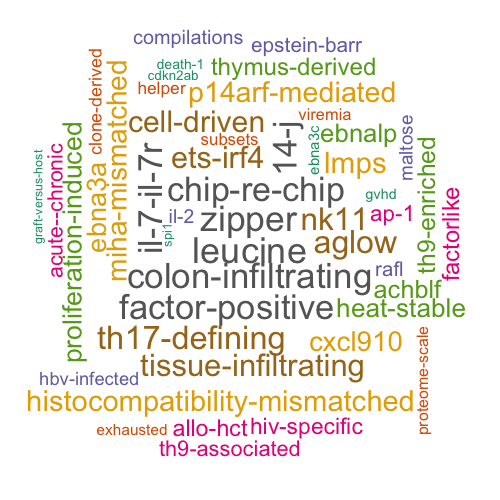 compilations
epstein-barr
death-1
thymus-derived
cdkn2ab
helper
p14arf-mediated
clone-derived
miha-mismatched
cell-driven
viremia
subsets
14-j
ebna3c
ebnalp
maltose
graft-versus-host
acute--chronic
proliferation-induced
ebna3a
il-7-il-7r
ets-irf4
lmps
chip-re-chip
gvhd
th9-enriched
factorlike
il-2
spi1
zipper
nk11
ap-1
leucine
aglow
colon-infiltrating
rafl
achblf
factor-positive
heat-stable
th17-defining
cxcl910
proteome-scale
tissue-infiltrating
hbv-infected
histocompatibility-mismatched
exhausted
allo-hct
hiv-specific
th9-associated